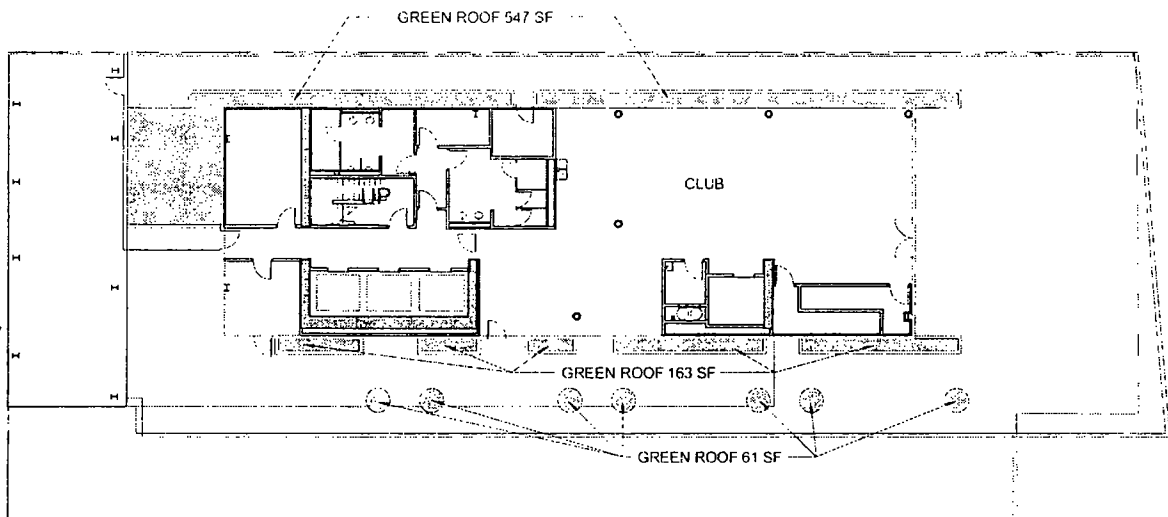 GREEN ROOF 547 SF
CLUB
UP
GREEN ROOF 163 SF
GREEN ROOF 61 SF